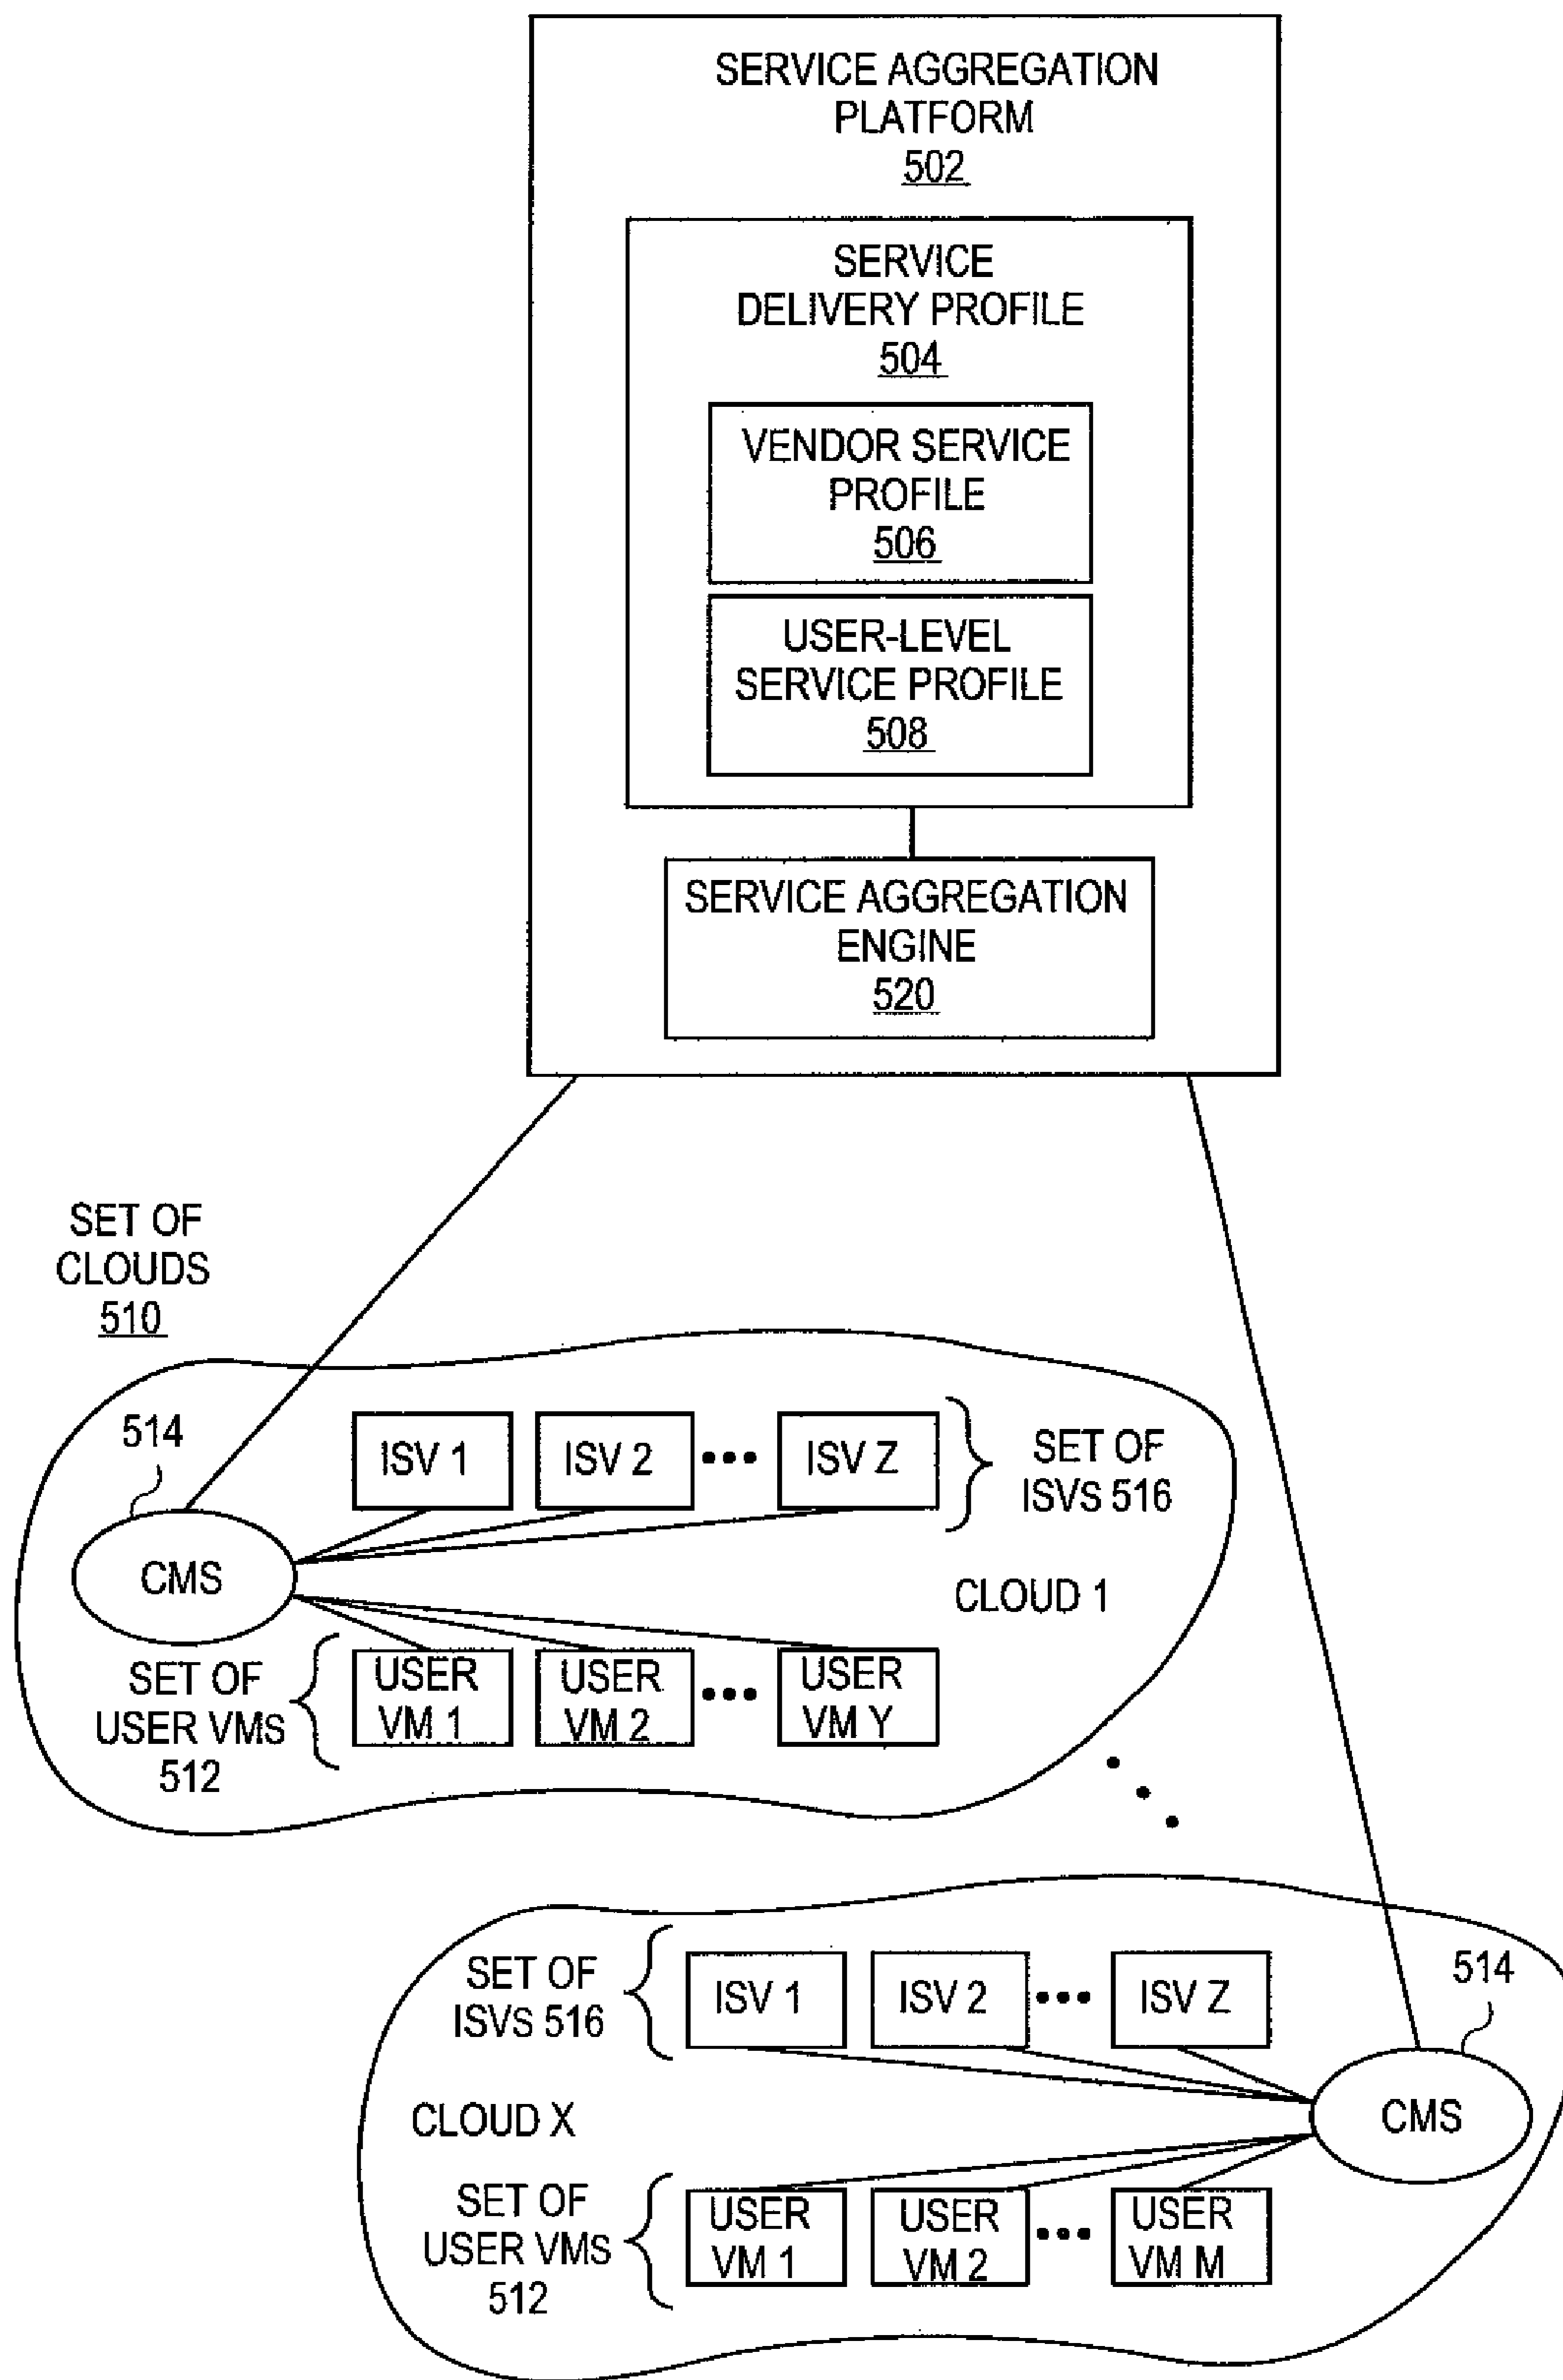 SERVICE AGGREGATION
PLATFORM
502
SERVICE
DELIVERY PROFILE
504
VENDOR SERVICE
PROFILE
506
USER-LEVEL
SERVICE PROFILE
508
SERVICE AGGREGATION
ENGINE
520
SET OF
CLOUDS
510
514
CMS
ISV 1
ISV 2
•••
ISV Z
SET OF
ISVS 516
CLOUD 1
SET OF
USER VMS
512
USER
VM 1
USER
VM 2
•••
USER
VM Y
SET OF
ISVS 516
ISV 1
ISV 2
•••
ISV Z
514
CMS
CLOUD X
SET OF
USER VMS
512
USER
VM 1
USER
VM 2
•••
USER
VM M